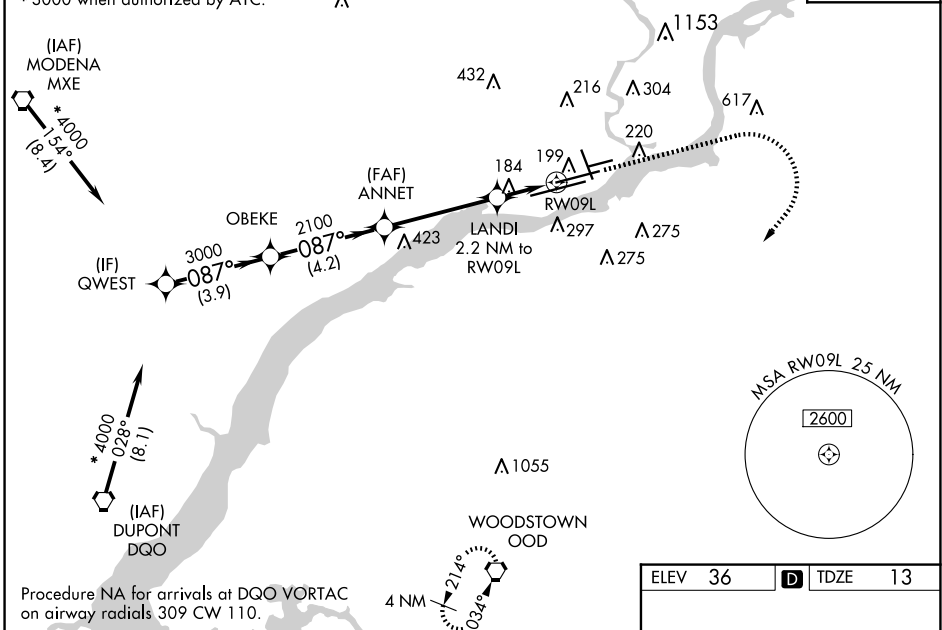 * 3000 when authorized by ATC.
1153
(IAF)
MODENA
MXE
432
216
304
617
* 4000
154°
(8.4)
220
199
184
(FAF)
ANNET
RW09L
OBEKE
2100
087°
(4.2)
423
LANDI
2.2 NM to
RW09L
297
275
275
(IF)
QWEST
3000
087°
(3.9)
MSA RW09L 25 NM
2600
* 4000
028°
(8.1)
1055
(IAF)
DUPONT
DQO
WOODSTOWN
OOD
214°
4 NM
034°
Procedure NA for arrivals at DQO VORTAC
on airway radials 309 CW 110.
ELEV 36 D TDZE 13